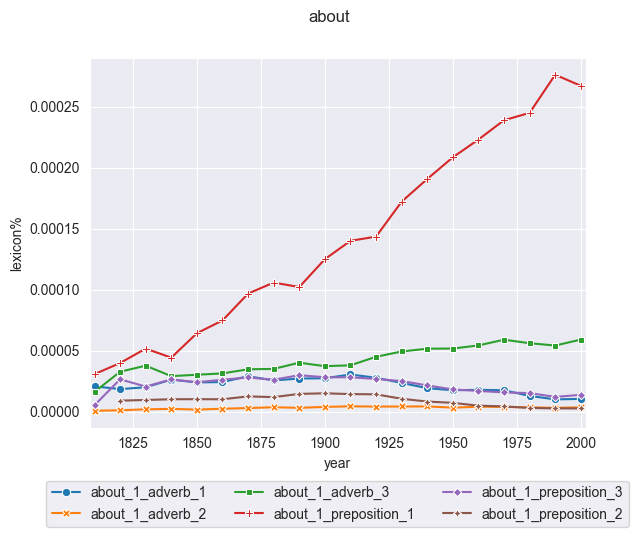 about
0.00025
0.00020
0.00015
0.00010
0.00005
0.00000
lexicon%
1825 1850 1875 1900 1925 1950 1975 2000
year
about_1_adverb_1 about_1_adverb_3 about_1_preposition_3
about_1_adverb_2 about_1_preposition_1 about_1_preposition_2